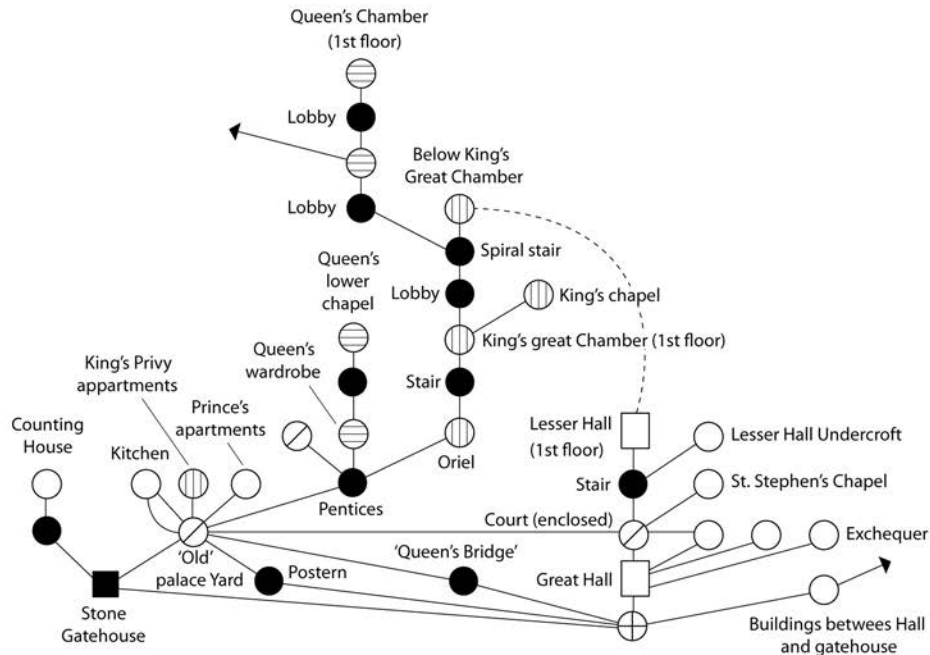 Queen's Chamber
(1st floor)
Lobby
Below King's
Great Chamber
Lobby
Spiral stair
Queen's
lower
chapel
Lobby
King's chapel
King's great Chamber (1st floor)
Queen's
wardrobe
King's Privy
appartments
Stair
Prince's
apartments
Counting
House
Kitchen
Lesser Hall
(1st floor)
Lesser Hall Undercroft
Oriel
Stair
St. Stephen's Chapel
Pentices
Court (enclosed)
Exchequer
'Old'
palace Yard
'Queen's Bridge'
Postern
Great Hall
Stone
Gatehouse
Buildings betwees Hall
and gatehouse